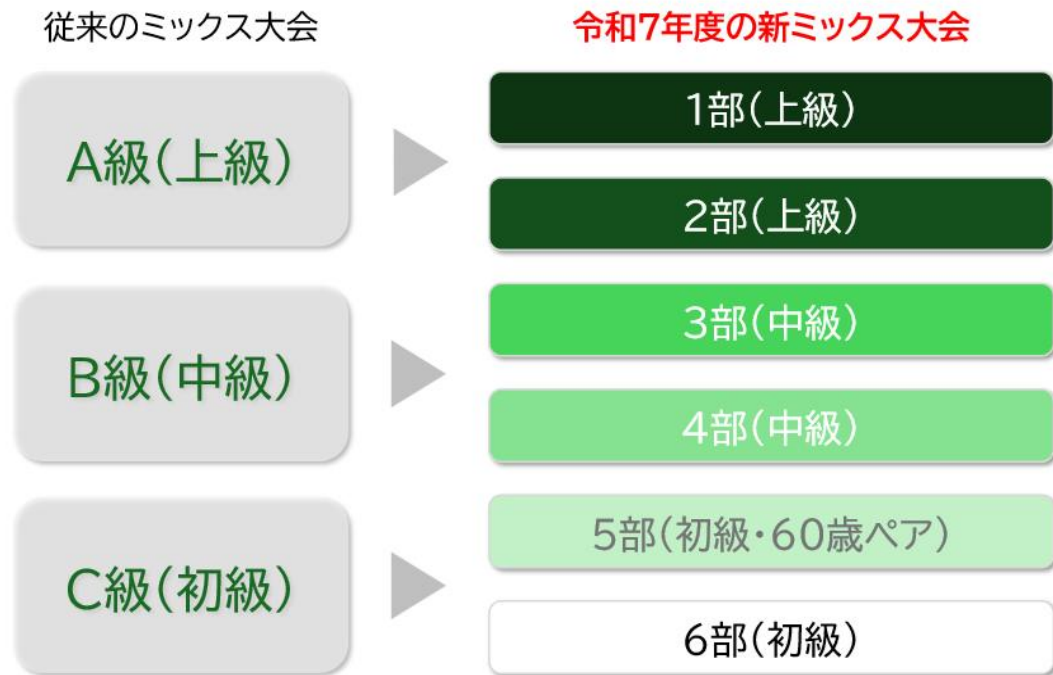 従来のミックス大会
令和7年度の新ミックス大会
A級(上級)
1部(上級)
2部(上級)
B級(中級)
3部(中級)
4部(中級)
C級(初級)
5部(初級・60歳ペア)
6部(初級)